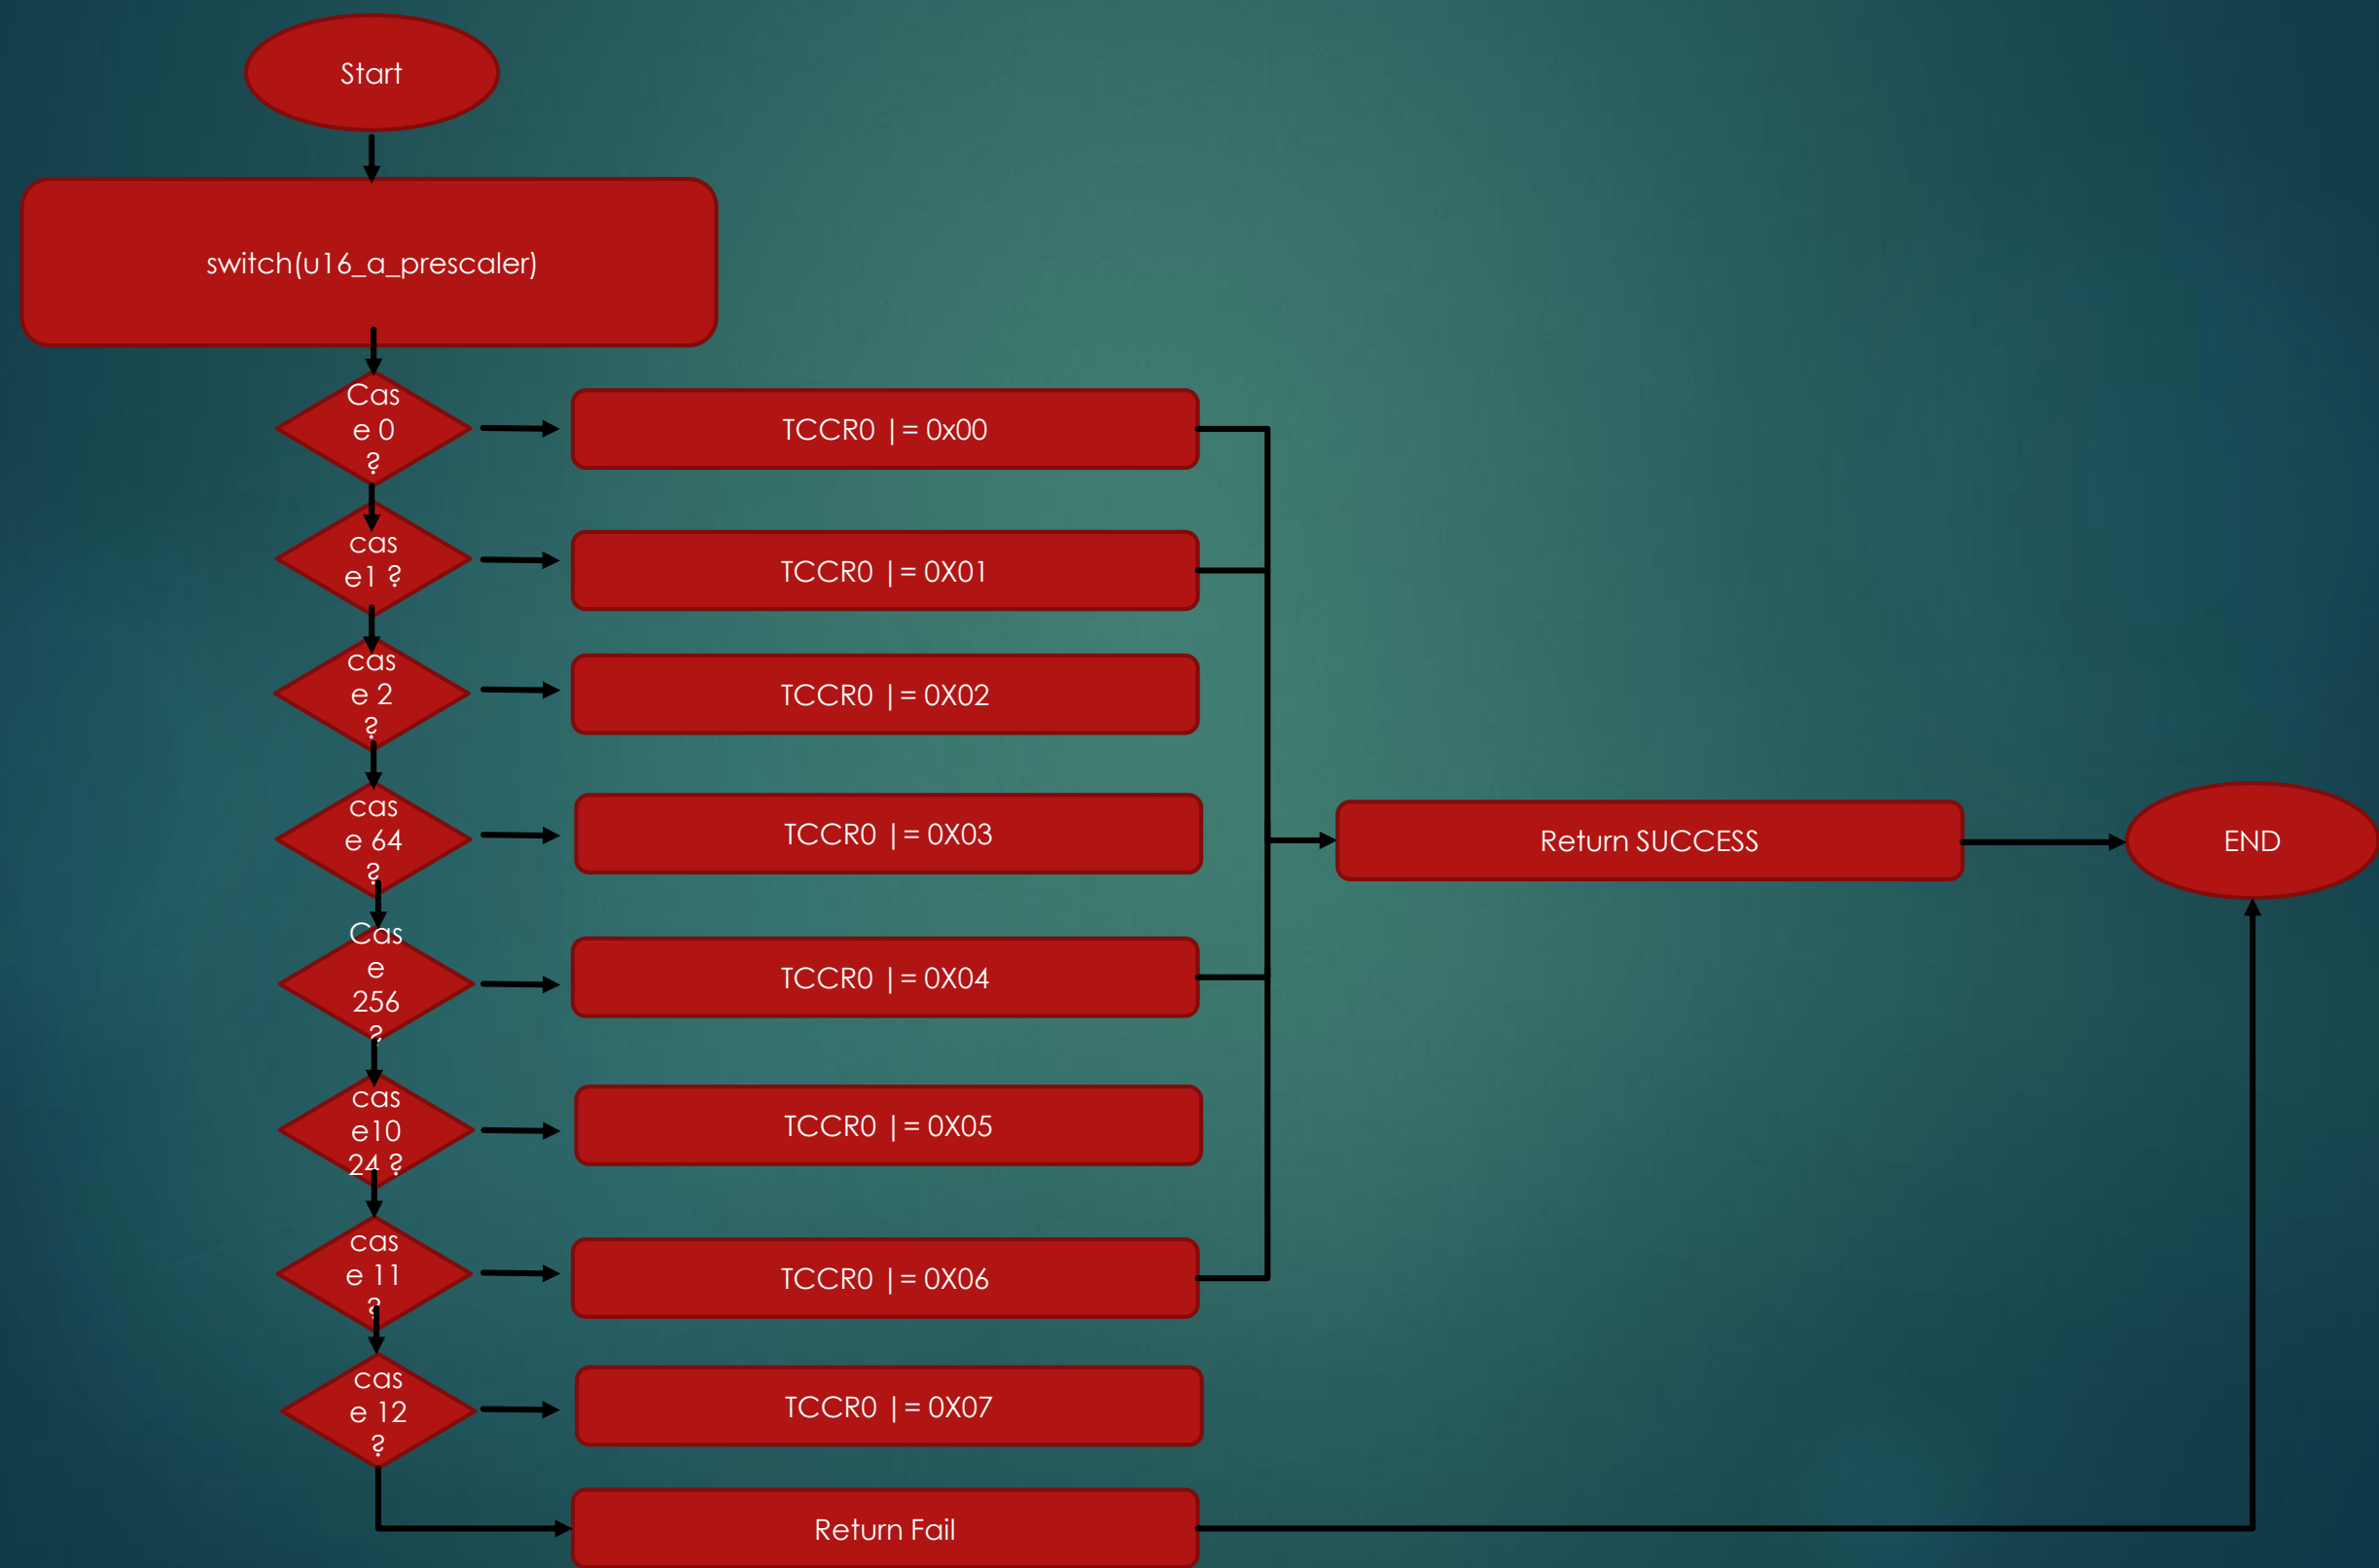 Start
switch(u16_a_prescaler)
Cas
e 0
?
TCCR0 |= 0x00
cas
e1 ?
TCCR0 |= 0X01
cas
e 2
?
TCCR0 |= 0X02
cas
e 64
?
TCCR0 |= 0X03
Return SUCCESS
END
Cas
e
256
?
TCCR0 |= 0X04
cas
e10
24 ?
TCCR0 |= 0X05
cas
e 11
?
TCCR0 |= 0X06
cas
e 12
?
TCCR0 |= 0X07
Return Fail